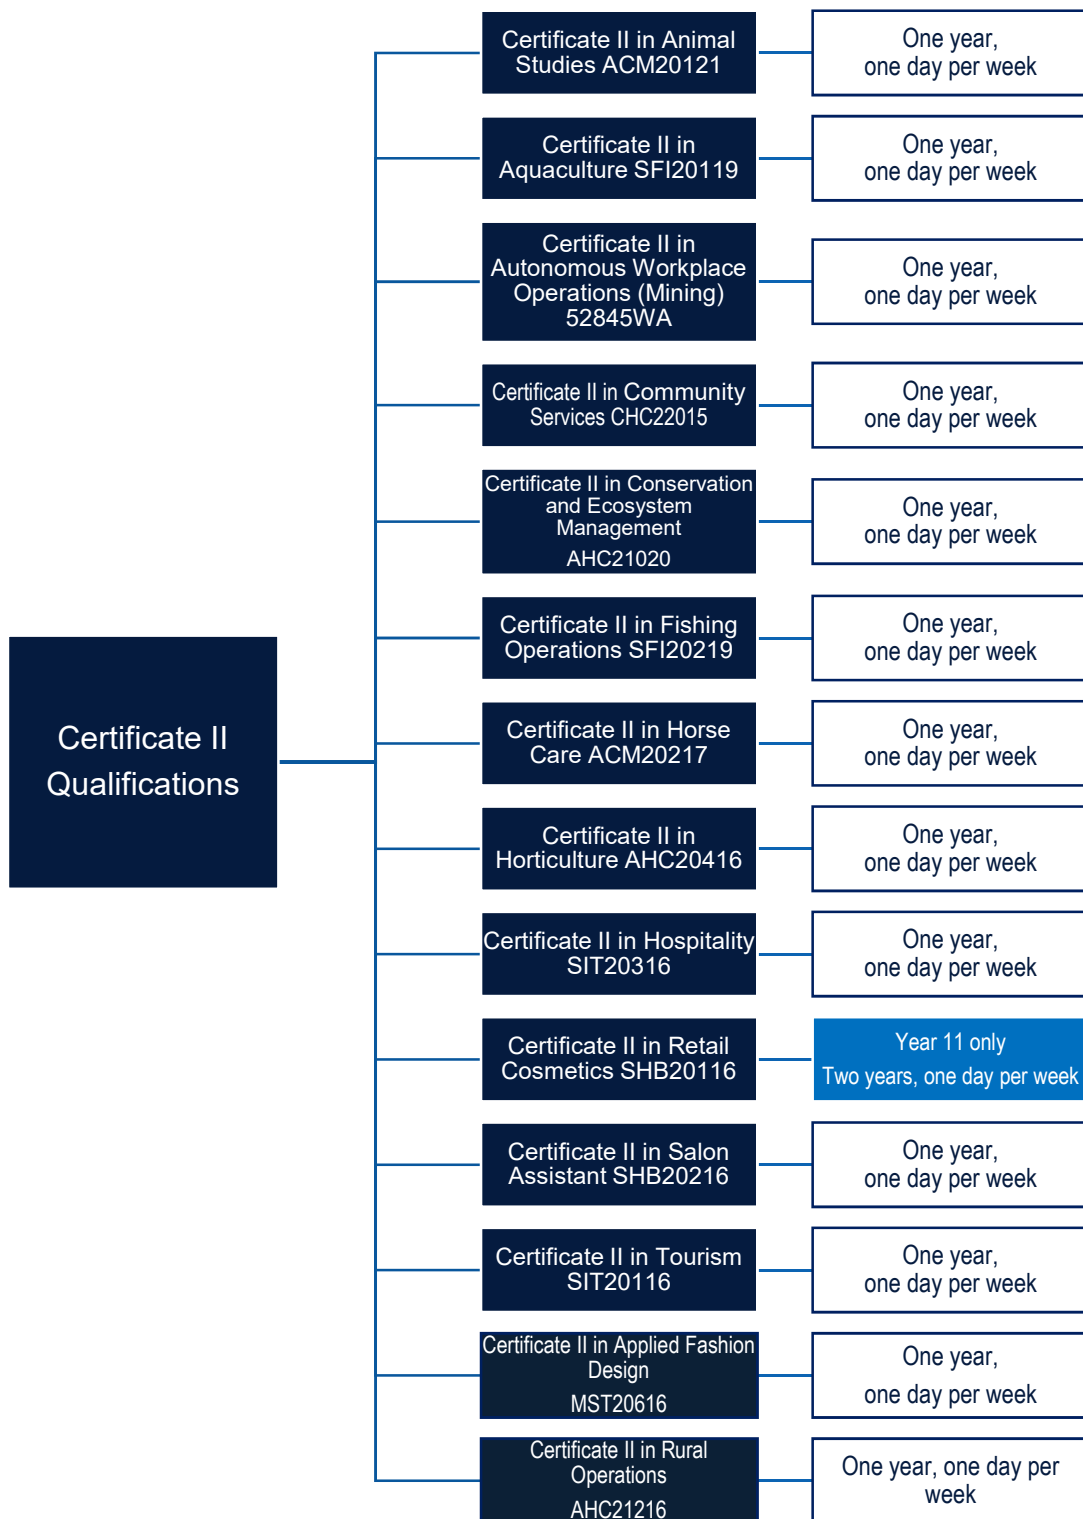 Certificate II
Qualifications
Certificate II in Animal
Studies ACM20121
One year,
one day per week
Certificate II in
Aquaculture SFI20119
One year,
one day per week
Certificate II in
Autonomous Workplace
Operations (Mining)
52845WA
One year,
one day per week
Certificate II in Community
Services CHC22015
One year,
one day per week
Certificate II in Conservation
and Ecosystem
Management
AHC21020
One year,
one day per week
Certificate II in Fishing
Operations SFI20219
One year,
one day per week
Certificate II in Horse
Care ACM20217
One year,
one day per week
Certificate II in
Horticulture AHC20416
One year,
one day per week
Certificate II in Hospitality
SIT20316
One year,
one day per week
Certificate II in Retail
Cosmetics SHB20116
Year 11 only
Two years, one day per week
Certificate II in Salon
Assistant SHB20216
One year,
one day per week
Certificate II in Tourism
SIT20116
One year,
one day per week
Certificate II in Applied Fashion
Design
MST20616
One year,
one day per week
Certificate II in Rural
Operations
AHC21216
One year, one day per
week